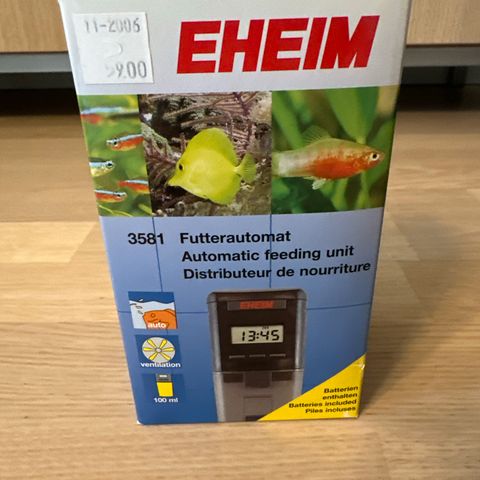 11-2006
59.00
EHEIM
3581 Futterautomat
Automatic feeding unit
Distributeur de nourriture
auto
ventilation
100 ml
EHEIM
13:45
Batterien
enthalten
Batteries included
Piles incluses